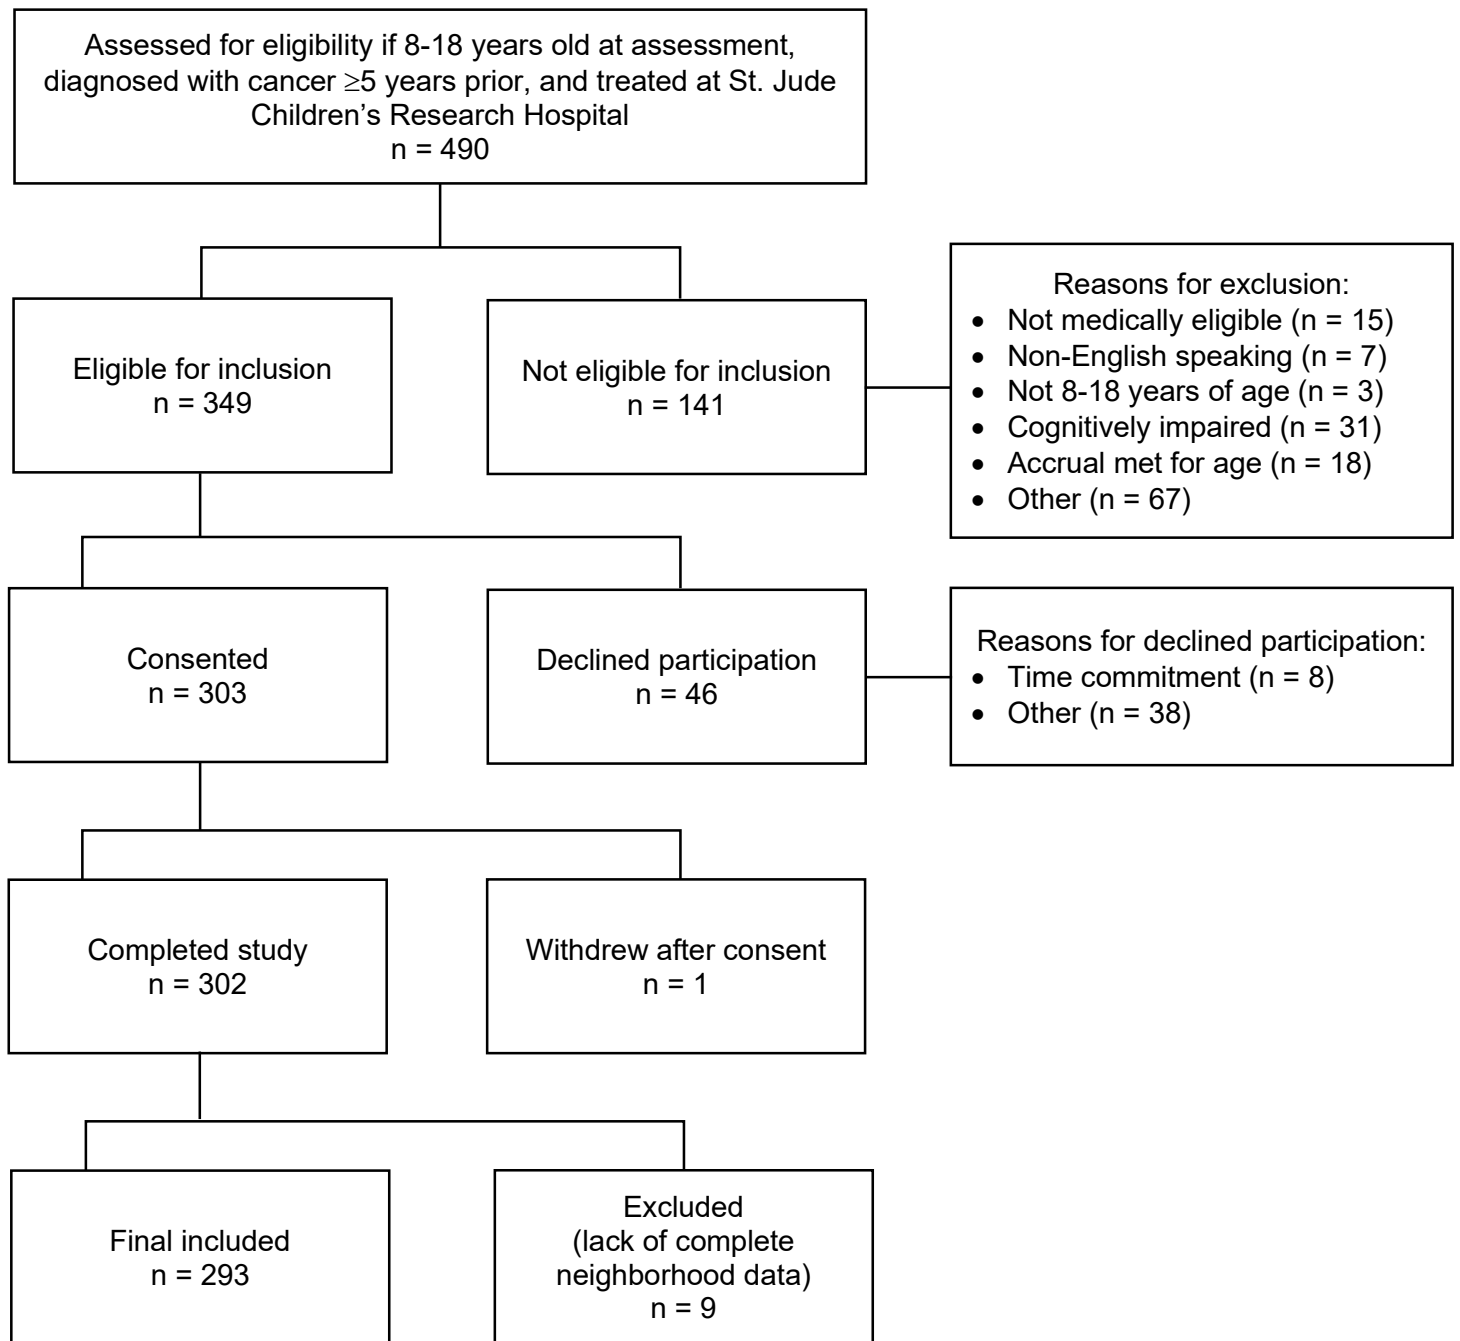 Assessed for eligibility if 8-18 years old at assessment,
diagnosed with cancer ≥5 years prior, and treated at St. Jude
Children’s Research Hospital
n = 490
Eligible for inclusion
n = 349
Not eligible for inclusion
n = 141
Reasons for exclusion:
• Not medically eligible (n = 15)
• Non-English speaking (n = 7)
• Not 8-18 years of age (n = 3)
• Cognitively impaired (n = 31)
• Accrual met for age (n = 18)
• Other (n = 67)
Consented
n = 303
Declined participation
n = 46
Reasons for declined participation:
• Time commitment (n = 8)
• Other (n = 38)
Completed study
n = 302
Withdrew after consent
n = 1
Final included
n = 293
Excluded
(lack of complete
neighborhood data)
n = 9